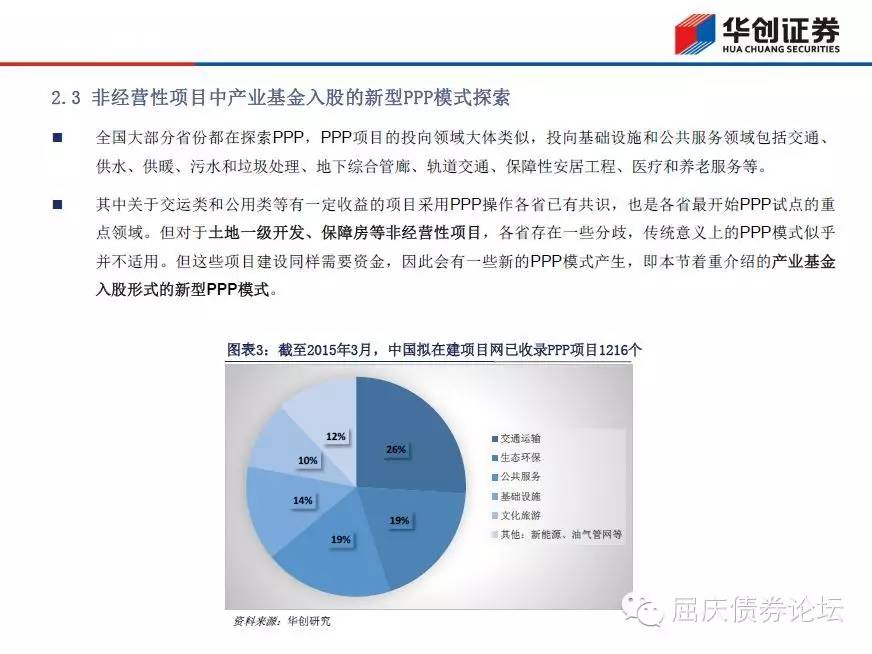 华创证券
HUA CHUANG SECURITIES
2.3 非经营性项目中产业基金入股的新型PPP模式探索
■ 全国大部分省份都在探索PPP，PPP项目的投向领域大体类似，投向基础设施和公共服务领域包括交通、
供水、供暖、污水和垃圾处理、地下综合管廊、轨道交通、保障性安居工程、医疗和养老服务等。
■ 其中关于交运类和公用类等有一定收益的项目采用PPP操作各省已有共识，也是各省最开始PPP试点的重
点领域。但对于土地一级开发、保障房等非经营性项目，各省存在一些分歧，传统意义上的PPP模式似乎
并不适用。但这些项目建设同样需要资金，因此会有一些新的PPP模式产生，即本节着重介绍的产业基金
入股形式的新型PPP模式。
图表3：截至2015年3月，中国拟在建项目网已收录PPP项目1216个
26%
19%
19%
14%
10%
12%
交通运输
生态环保
公共服务
基础设施
文化旅游
其他：新能源、油气管网等
资料来源：华创研究
屈庆债券论坛